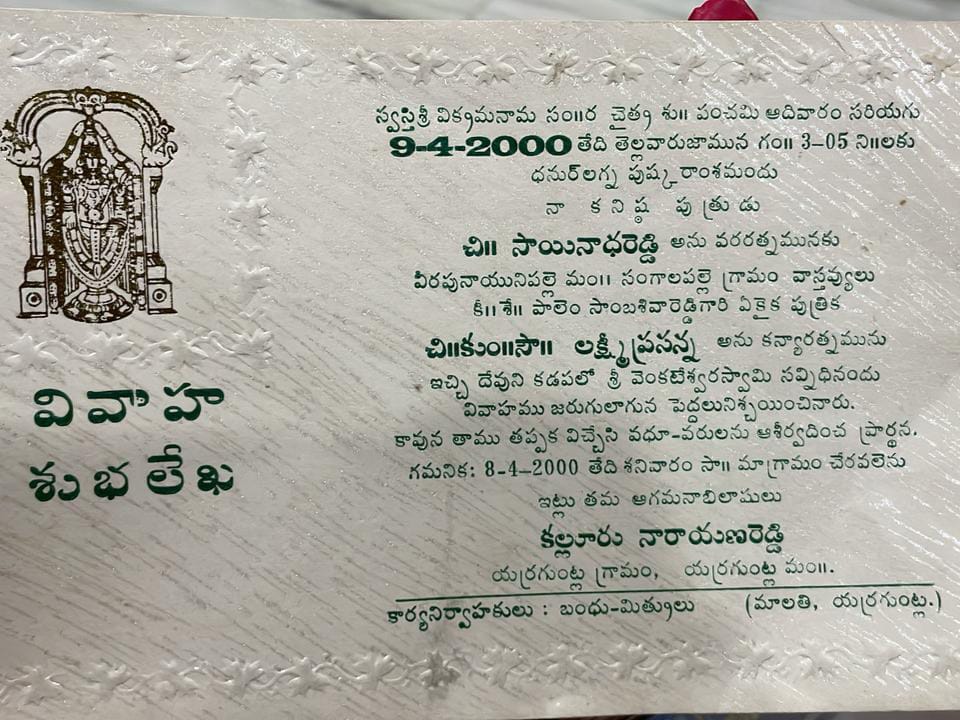 వివాహ
శుభలేఖ
స్వస్తిశ్రీ విక్రమనామ సం॥ర చైత్ర శు॥ పంచమి ఆదివారం సరియగు
9-4-2000 తేది తెల్లవారుజామున గం॥ 3-05 ని॥లకు
ధనుర్‌లగ్న పుష్కరాంశమందు
నా కనిష్ఠ పుత్రుడు
చి॥ సాయినాధరెడ్డి అను వరరత్నమునకు
వీరపునాయునిపల్లె మం॥ సంగాలపల్లె గ్రామం వాస్తవ్యులు
కీ॥శే॥ పాలెం సాంబశివారెడ్డిగారి ఏకైక పుత్రిక
చి॥కుం॥సౌ॥ లక్ష్మీప్రసన్న అను కన్యారత్నమును
ఇచ్చి దేవుని కడపలో శ్రీ వెంకటేశ్వరస్వామి సన్నిధినందు
వివాహము జరుగులాగున పెద్దలునిశ్చయించినారు.
కావున తాము తప్పక విచ్చేసి వధూ-వరులను ఆశీర్వదించ ప్రార్థన.
గమనిక: 8-4-2000 తేది శనివారం సా॥ మాగ్రామం చేరవలెను
ఇట్లు తమ ఆగమనాభిలాషులు
కల్లూరు నారాయణరెడ్డి
యర్రగుంట్ల గ్రామం, యర్రగుంట్ల మం॥.
కార్యనిర్వాహకులు : బంధు-మిత్రులు (మాలతి, యర్రగుంట్ల.)